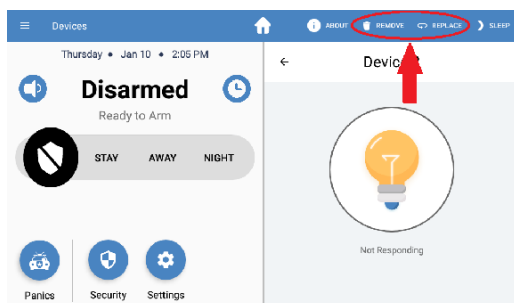 Devices
ABOUT
REMOVE
REPLACE
SLEEP
Thursday • Jan 10 • 2:05 PM
Disarmed
Ready to Arm
STAY
AWAY
NIGHT
Panics
Security
Settings
Not Responding